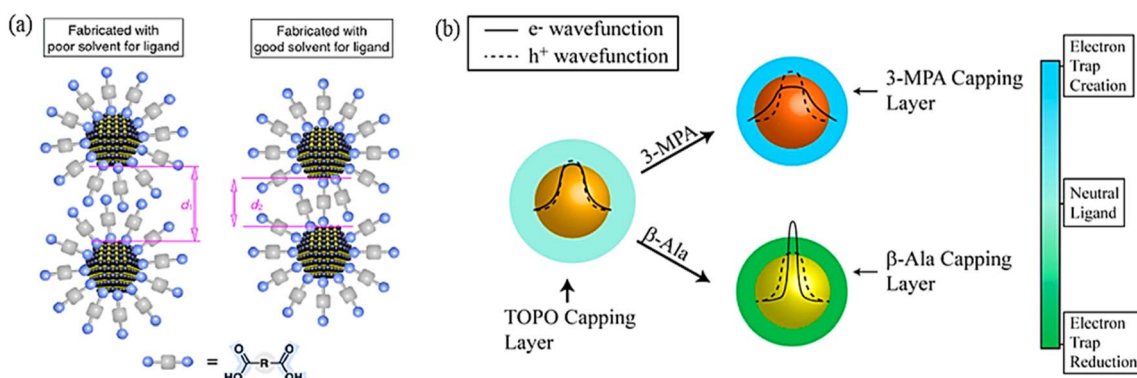 (a)
Fabricated with
poor solvent for ligand
Fabricated with
good solvent for ligand
d₁
d₂
=
O
HO
R
O
OH
(b)
e⁻ wavefunction
h⁺ wavefunction
3-MPA
β-Ala
TOPO Capping
Layer
3-MPA Capping
Layer
β-Ala Capping
Layer
Electron
Trap
Creation
Neutral
Ligand
Electron
Trap
Reduction